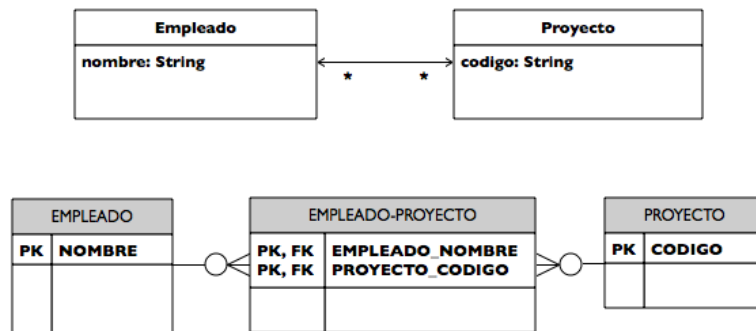 Empleado
Proyecto
nombre: String
codigo: String
* *
EMPLEADO
EMPLEADO-PROYECTO
PROYECTO
PK NOMBRE
PK, FK EMPLEADO_NOMBRE
PK, FK PROYECTO_CODIGO
PK CODIGO